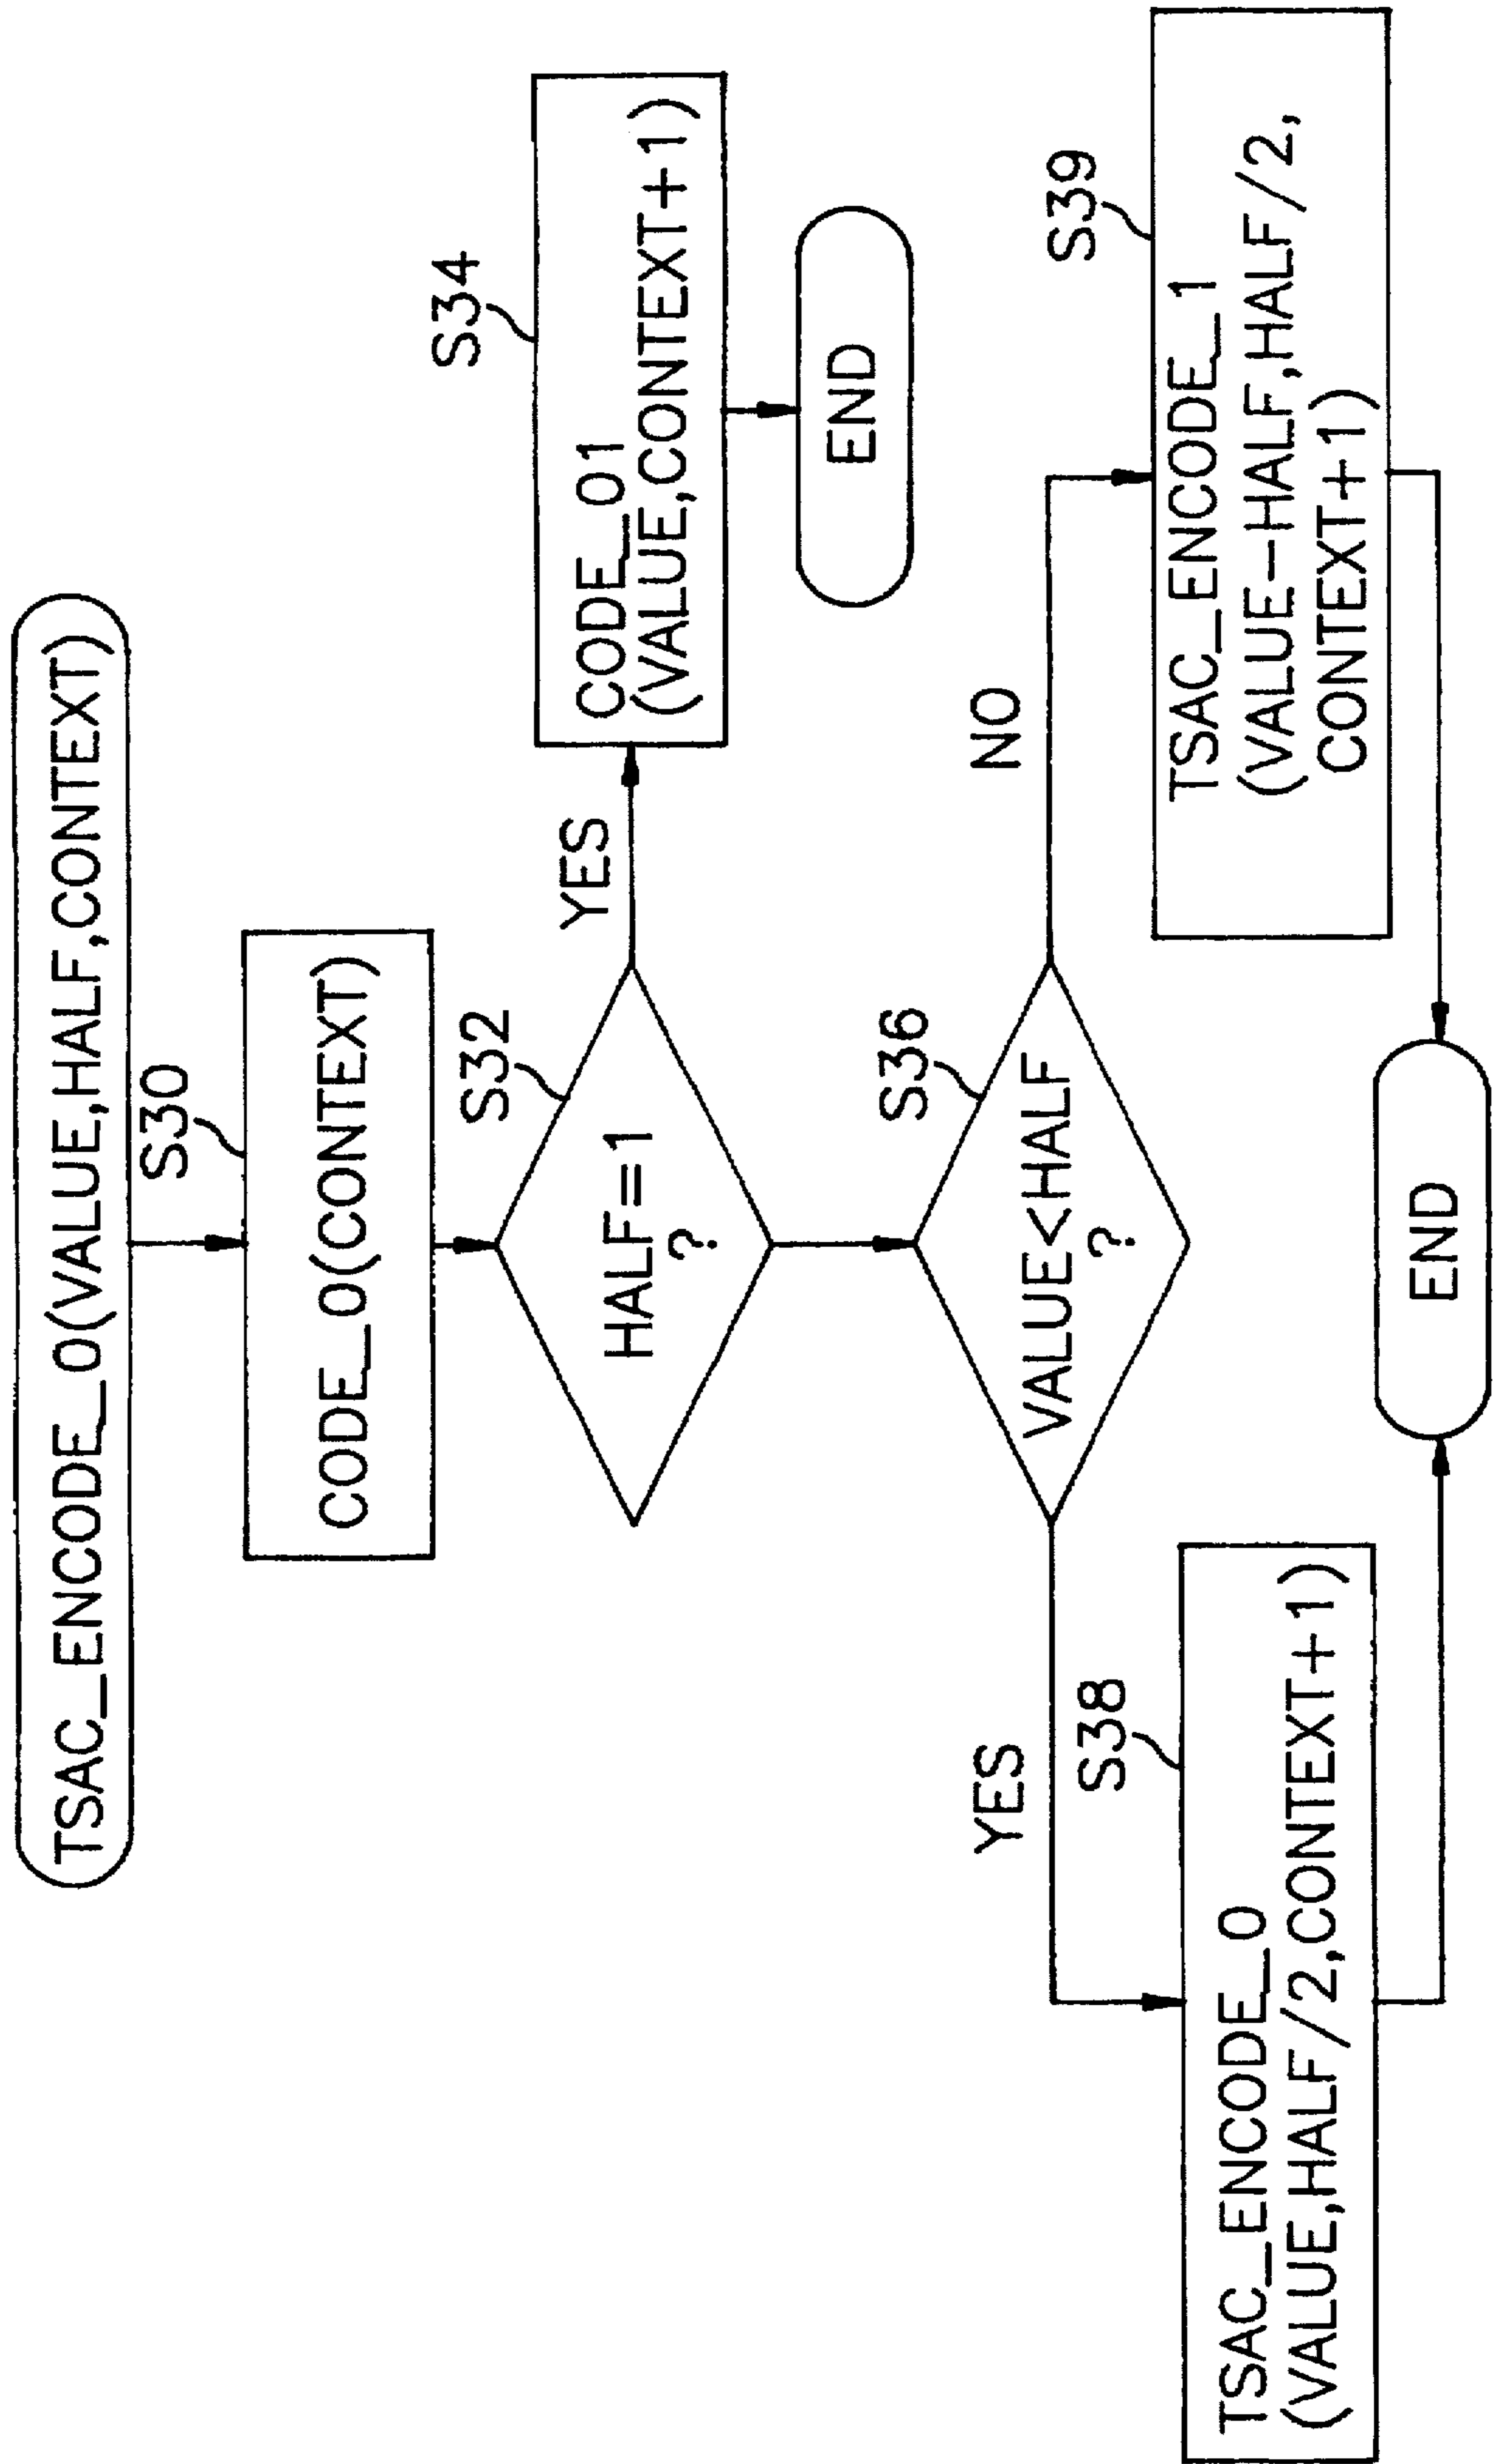 TSAC_ENCODE_0(VALUE,HALF,CONTEXT)
S30
CODE_0(CONTEXT)
S32
HALF=1
?
YES
S34
CODE_01
(VALUE,CONTEXT+1)
END
S36
VALUE<HALF
?
YES
NO
S38
TSAC_ENCODE_0
(VALUE,HALF/2,CONTEXT+1)
S39
TSAC_ENCODE_1
(VALUE-HALF,HALF/2,
CONTEXT+1)
END